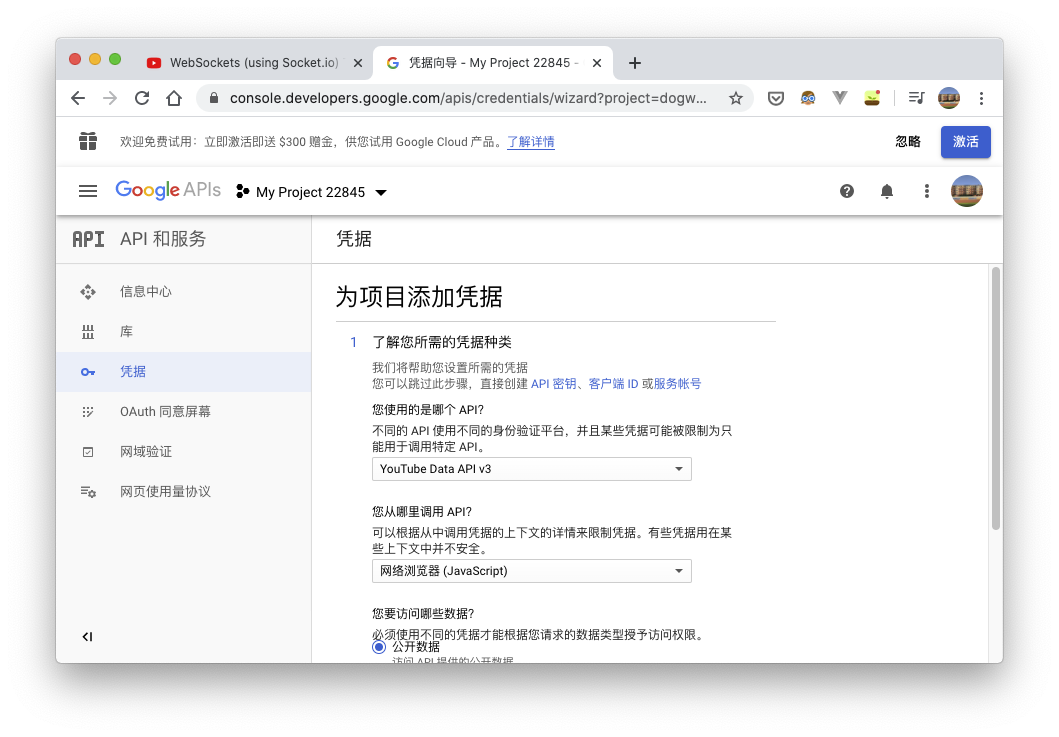 WebSockets (using Socket.io)
凭据向导 - My Project 22845 -
console.developers.google.com/apis/credentials/wizard?project=dogw...
欢迎免费试用：立即激活即送 $300 赠金，供您试用 Google Cloud 产品。了解详情
忽略
激活
Google APIs
My Project 22845
API
API 和服务
凭据
信息中心
库
凭据
OAuth 同意屏幕
网域验证
网页使用量协议
为项目添加凭据
1 了解您所需的凭据种类
我们将帮助您设置所需的凭据
您可以跳过此步骤，直接创建 API 密钥、客户端 ID 或服务帐号
您使用的是哪个 API?
不同的 API 使用不同的身份验证平台，并且某些凭据可能被限制为只
能用于调用特定 API。
YouTube Data API v3
您从哪里调用 API?
可以根据从中调用凭据的上下文的详情来限制凭据。有些凭据用在某
些上下文中并不安全。
网络浏览器 (JavaScript)
您要访问哪些数据?
必须使用不同的凭据才能根据您请求的数据类型授予访问权限。
公开数据
访问 API 提供的公开数据